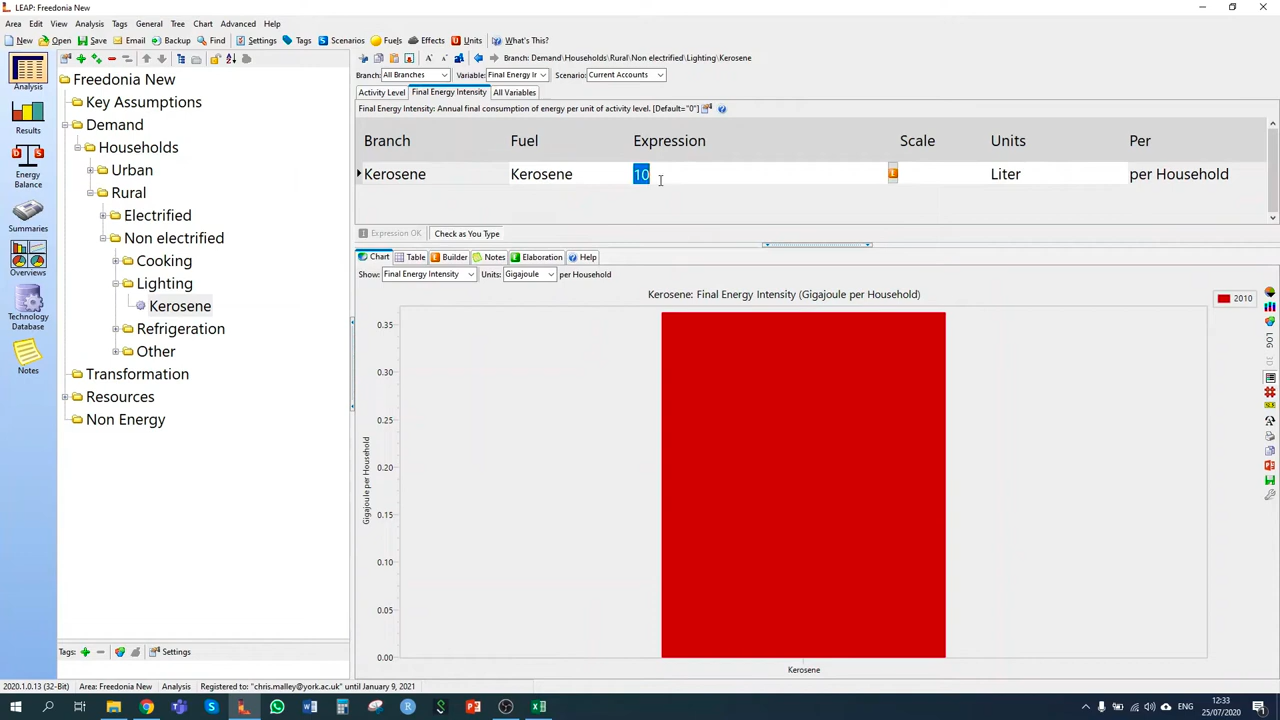 LEAP: Freedonia New
Area Edit View Analysis Tags General Tree Chart Advanced Help
New Open Save Email Backup Find Settings Tags Scenarios Fuels Effects Units What's This?
Analysis
Results
Energy Balance
Summaries
Overviews
Technology Database
Notes
Freedonia New
Key Assumptions
Demand
Households
Urban
Rural
Electrified
Non electrified
Cooking
Lighting
Kerosene
Refrigeration
Other
Transformation
Resources
Non Energy
Tags: Settings
Branch: Demand\Households\Rural\Non electrified\Lighting\Kerosene
Branch: All Branches Variable: Final Energy Ir Scenario: Current Accounts
Activity Level Final Energy Intensity All Variables
Final Energy Intensity: Annual final consumption of energy per unit of activity level. [Default="0"]
Branch Fuel Expression Scale Units Per
Kerosene Kerosene 10 Liter per Household
Expression OK Check as You Type
Chart Table Builder Notes Elaboration Help
Show: Final Energy Intensity Units: Gigajoule per Household
Kerosene: Final Energy Intensity (Gigajoule per Household)
2010
Gigajoule per Household
0.35
0.30
0.25
0.20
0.15
0.10
0.05
0.00
Kerosene
LOG
2020.1.0.13 (32-Bit) Area: Freedonia New Analysis Registered to: "chris.malley@york.ac.uk" until January 9, 2021
12:33
25/07/2020